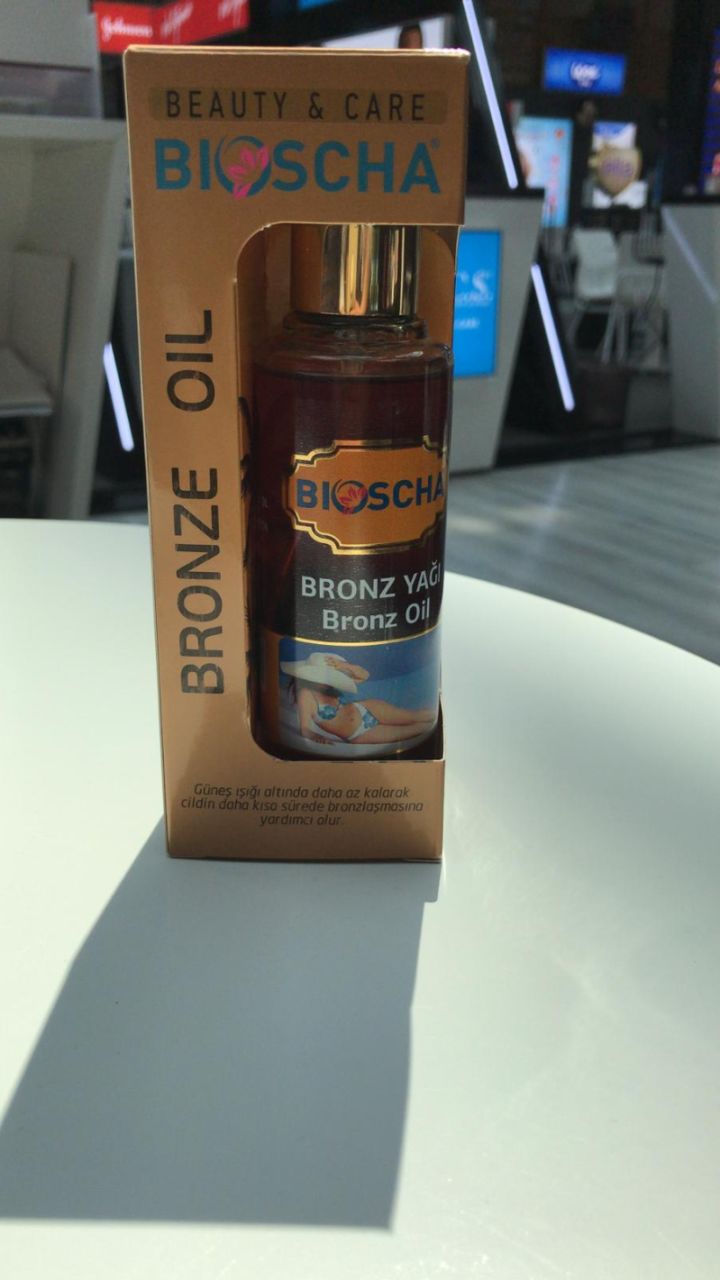 BEAUTY & CARE
BIOSCHA®
BRONZE OIL
BIOSCHA
BRONZ YAĞI
Bronz Oil
Güneş ışığı altında daha az kalarak
cildin daha kısa sürede bronzlaşmasına
yardımcı olur.